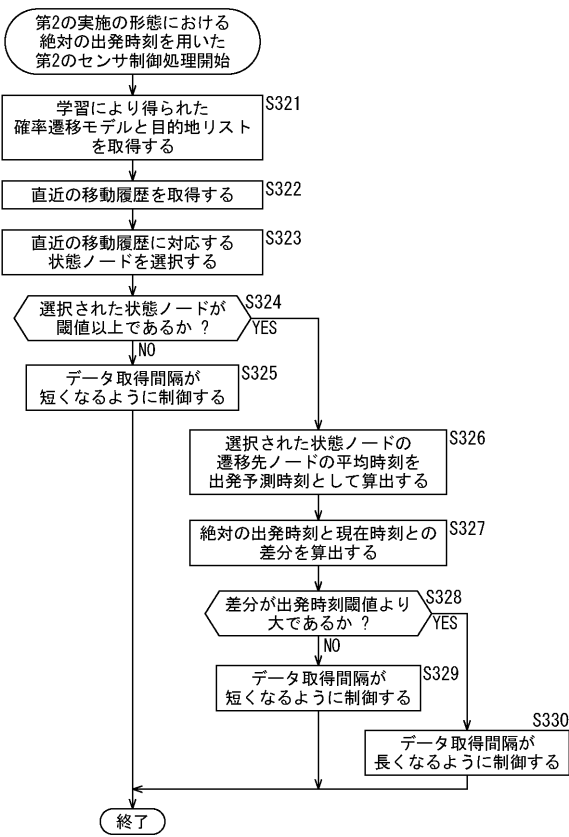 第2の実施の形態における
絶対の出発時刻を用いた
第2のセンサ制御処理開始
S321
学習により得られた
確率遷移モデルと目的地リスト
を取得する
S322
直近の移動履歴を取得する
S323
直近の移動履歴に対応する
状態ノードを選択する
S324
選択された状態ノードが
閾値以上であるか ?
YES
NO
S325
データ取得間隔が
短くなるように制御する
S326
選択された状態ノードの
遷移先ノードの平均時刻を
出発予測時刻として算出する
S327
絶対の出発時刻と現在時刻との
差分を算出する
S328
差分が出発時刻閾値より
大であるか ?
YES
NO
S329
データ取得間隔が
短くなるように制御する
S330
データ取得間隔が
長くなるように制御する
終了